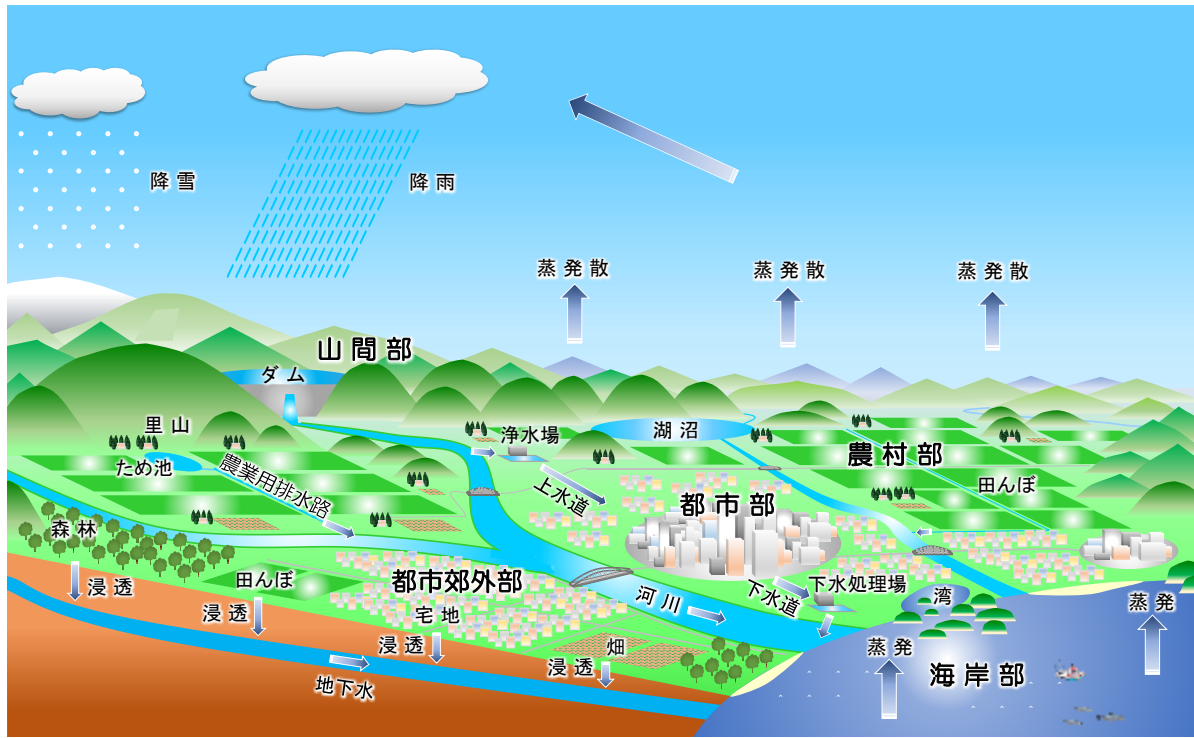 降雪
降雨
蒸発散
蒸発散
蒸発散
山間部
ダム
里山
浄水場
湖沼
ため池
農業用排水路
上水道
農村部
田んぼ
都市部
森林
浸透
田んぼ
浸透
都市郊外部
宅地
浸透
河川
下水道
下水処理場
湾
蒸発
畑
浸透
蒸発
海岸部
地下水